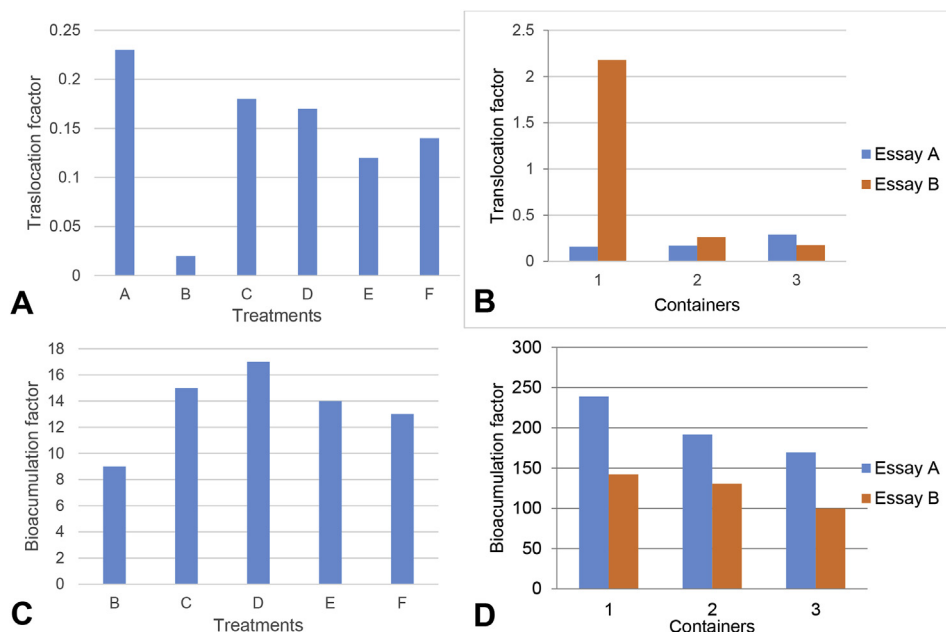 0.25
0.2
0.15
0.1
0.05
0
Traslocation fcactor
A B C D E F
Treatments
A
2.5
2
1.5
1
0.5
0
Translocation factor
1 2 3
Containers
Essay A
Essay B
B
18
16
14
12
10
8
6
4
2
0
Bioacumulation factor
B C D E F
C
300
250
200
150
100
50
0
Bioacumulation factor
1 2 3
Containers
Essay A
Essay B
D